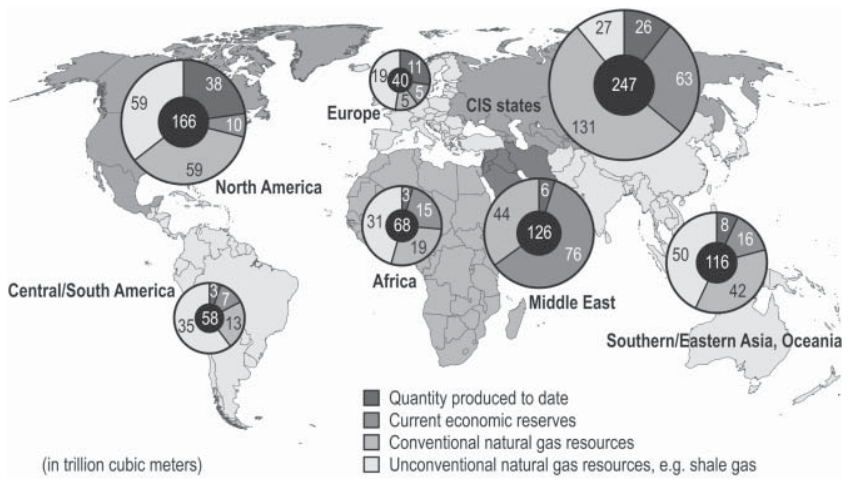 38
10
59
59
166
North America
11
5
5
19
40
Europe
26
63
131
27
247
CIS states
3
15
19
31
68
Africa
6
76
44
126
Middle East
8
16
42
50
116
Southern/Eastern Asia, Oceania
Central/South America
3
7
13
35
58
Quantity produced to date
Current economic reserves
Conventional natural gas resources
Unconventional natural gas resources, e.g. shale gas
(in trillion cubic meters)